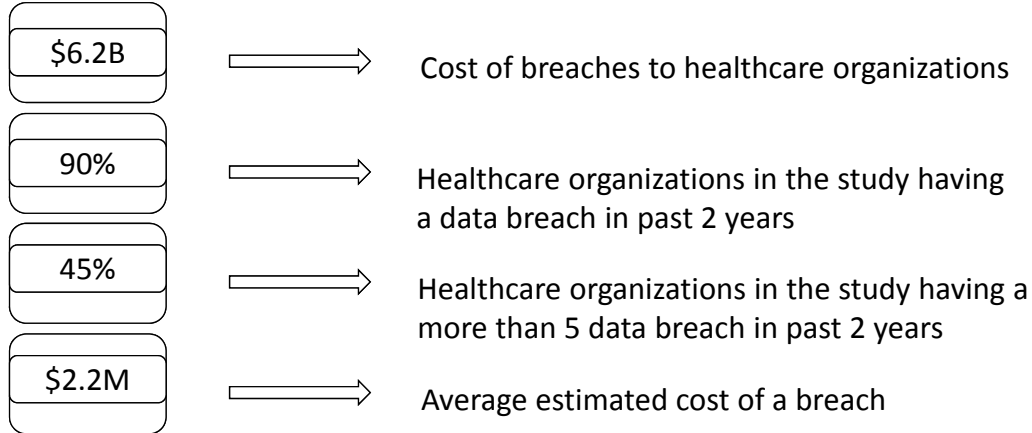 $6.2B
Cost of breaches to healthcare organizations
90%
Healthcare organizations in the study having
a data breach in past 2 years
45%
Healthcare organizations in the study having a
more than 5 data breach in past 2 years
$2.2M
Average estimated cost of a breach